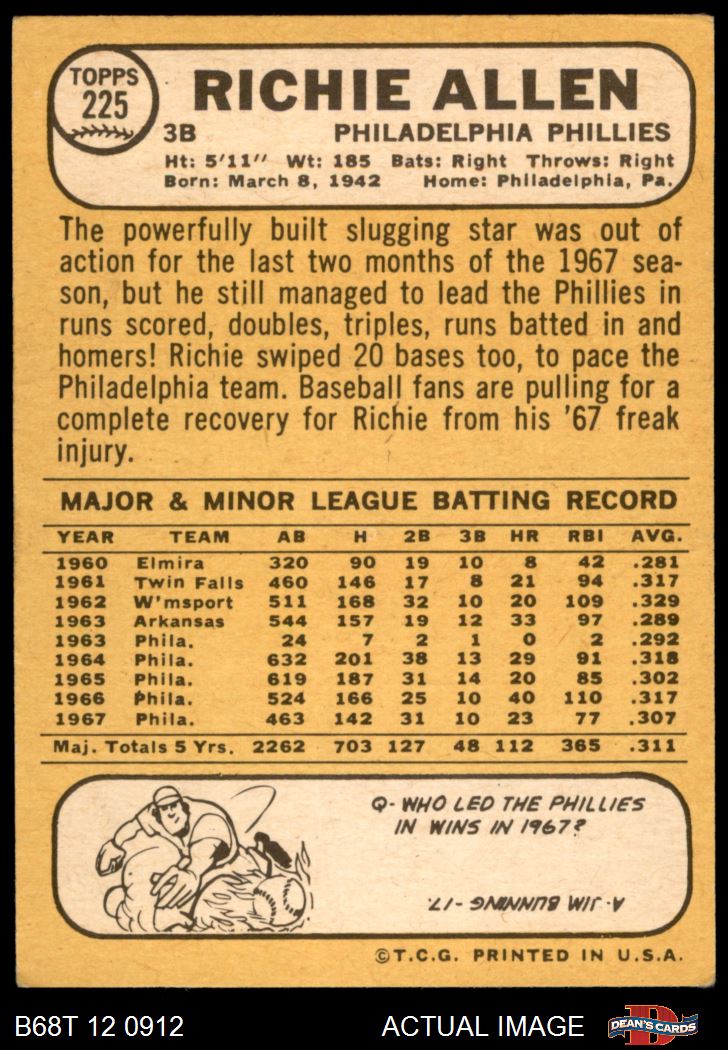 TOPPS
225
RICHIE ALLEN
3B PHILADELPHIA PHILLIES
Ht: 5'11" Wt: 185 Bats: Right Throws: Right
Born: March 8, 1942 Home: Philadelphia, Pa.
The powerfully built slugging star was out of
action for the last two months of the 1967 sea-
son, but he still managed to lead the Phillies in
runs scored, doubles, triples, runs batted in and
homers! Richie swiped 20 bases too, to pace the
Philadelphia team. Baseball fans are pulling for a
complete recovery for Richie from his '67 freak
injury.
MAJOR & MINOR LEAGUE BATTING RECORD
YEAR TEAM AB H 2B 3B HR RBI AVG.
1960 Elmira 320 90 19 10 8 42 .281
1961 Twin Falls 460 146 17 8 21 94 .317
1962 W'msport 511 168 32 10 20 109 .329
1963 Arkansas 544 157 19 12 33 97 .289
1963 Phila. 24 7 2 1 0 2 .292
1964 Phila. 632 201 38 13 29 91 .318
1965 Phila. 619 187 31 14 20 85 .302
1966 Phila. 524 166 25 10 40 110 .317
1967 Phila. 463 142 31 10 23 77 .307
Maj. Totals 5 Yrs. 2262 703 127 48 112 365 .311
Q- WHO LED THE PHILLIES
IN WINS IN 1967?
A. JIM BUNNING -17.
©T.C.G. PRINTED IN U.S.A.
B68T 12 0912 ACTUAL IMAGE D DEAN'S CARDS